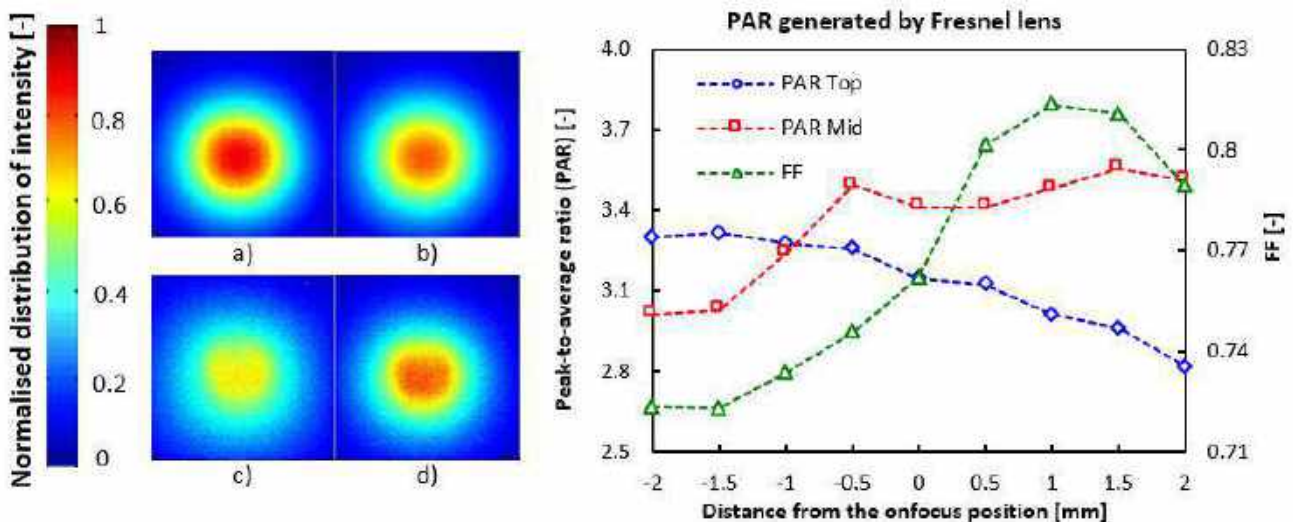 Normalised distribution of intensity [-]
1
0.8
0.6
0.4
0.2
0
a)
b)
c)
d)
PAR generated by Fresnel lens
Peak-to-average ratio (PAR) [-]
4.0
3.7
3.4
3.1
2.8
2.5
PAR Top
PAR Mid
FF
0.83
0.8
0.77
0.74
0.71
FF [-]
-2 -1.5 -1 -0.5 0 0.5 1 1.5 2
Distance from the onfocus position [mm]